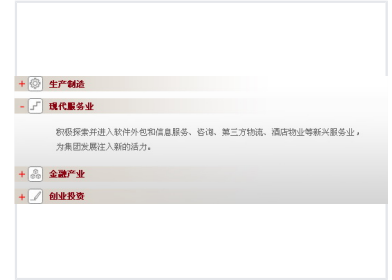 + 生产制造
- 现代服务业
积极探索并进入软件外包和信息服务、咨询、第三方物流、酒店物业等新兴服务业，
为集团发展注入新的活力。
+ 金融产业
+ 创业投资